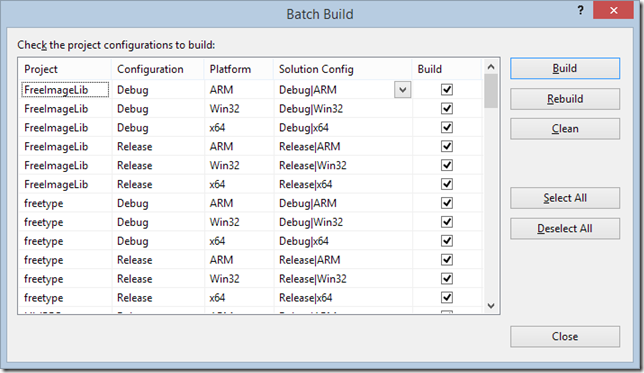 Batch Build
?
Check the project configurations to build:
Project Configuration Platform Solution Config Build
FreeImageLib Debug ARM Debug|ARM
FreeImageLib Debug Win32 Debug|Win32
FreeImageLib Debug x64 Debug|x64
FreeImageLib Release ARM Release|ARM
FreeImageLib Release Win32 Release|Win32
FreeImageLib Release x64 Release|x64
freetype Debug ARM Debug|ARM
freetype Debug Win32 Debug|Win32
freetype Debug x64 Debug|x64
freetype Release ARM Release|ARM
freetype Release Win32 Release|Win32
freetype Release x64 Release|x64
Build
Rebuild
Clean
Select All
Deselect All
Close